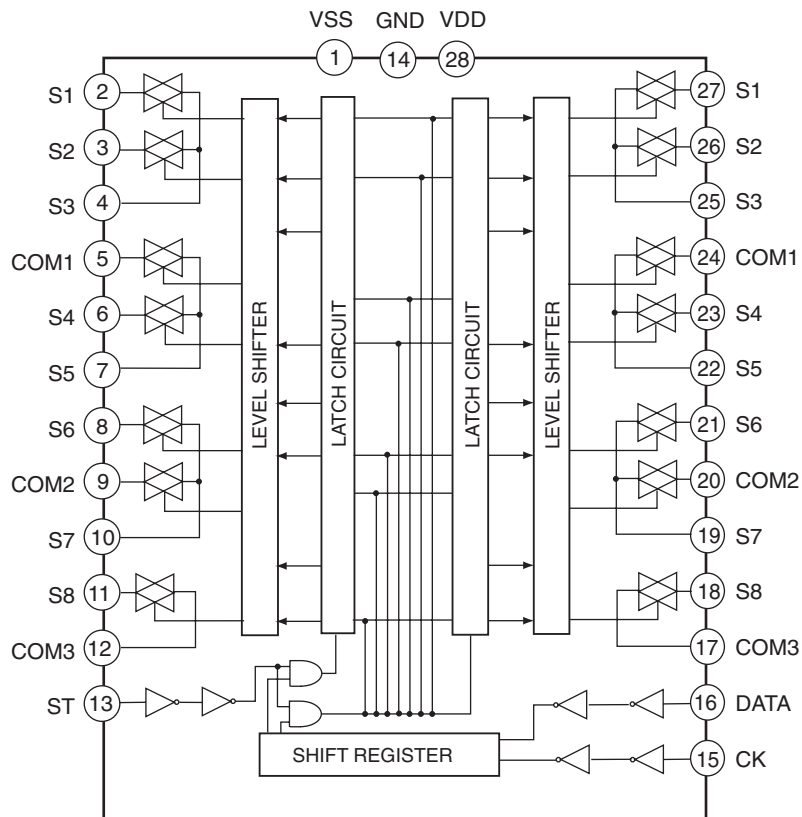 VSS GND VDD
1 14 28
S1 2 27 S1
S2 3 26 S2
S3 4 25 S3
COM1 5 24 COM1
S4 6 23 S4
S5 7 22 S5
S6 8 21 S6
COM2 9 20 COM2
S7 10 19 S7
S8 11 18 S8
COM3 12 17 COM3
ST 13 16 DATA
15 CK
LEVEL SHIFTER
LATCH CIRCUIT
LATCH CIRCUIT
LEVEL SHIFTER
SHIFT REGISTER